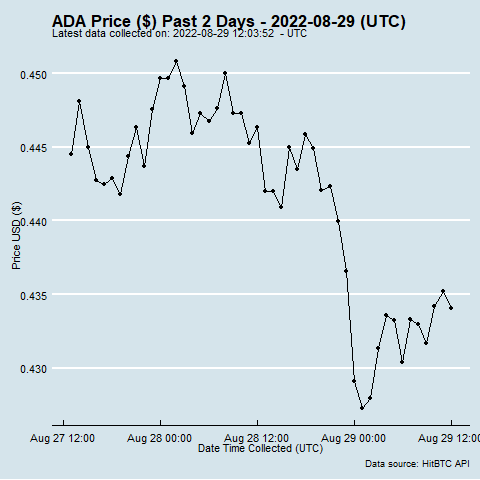 ADA Price ($) Past 2 Days - 2022-08-29 (UTC)
Latest data collected on: 2022-08-29 12:03:52 - UTC
0.450
0.445
0.440
0.435
0.430
Price USD ($)
Aug 27 12:00 Aug 28 00:00 Aug 28 12:00 Aug 29 00:00 Aug 29 12:00
Date Time Collected (UTC)
Data source: HitBTC API